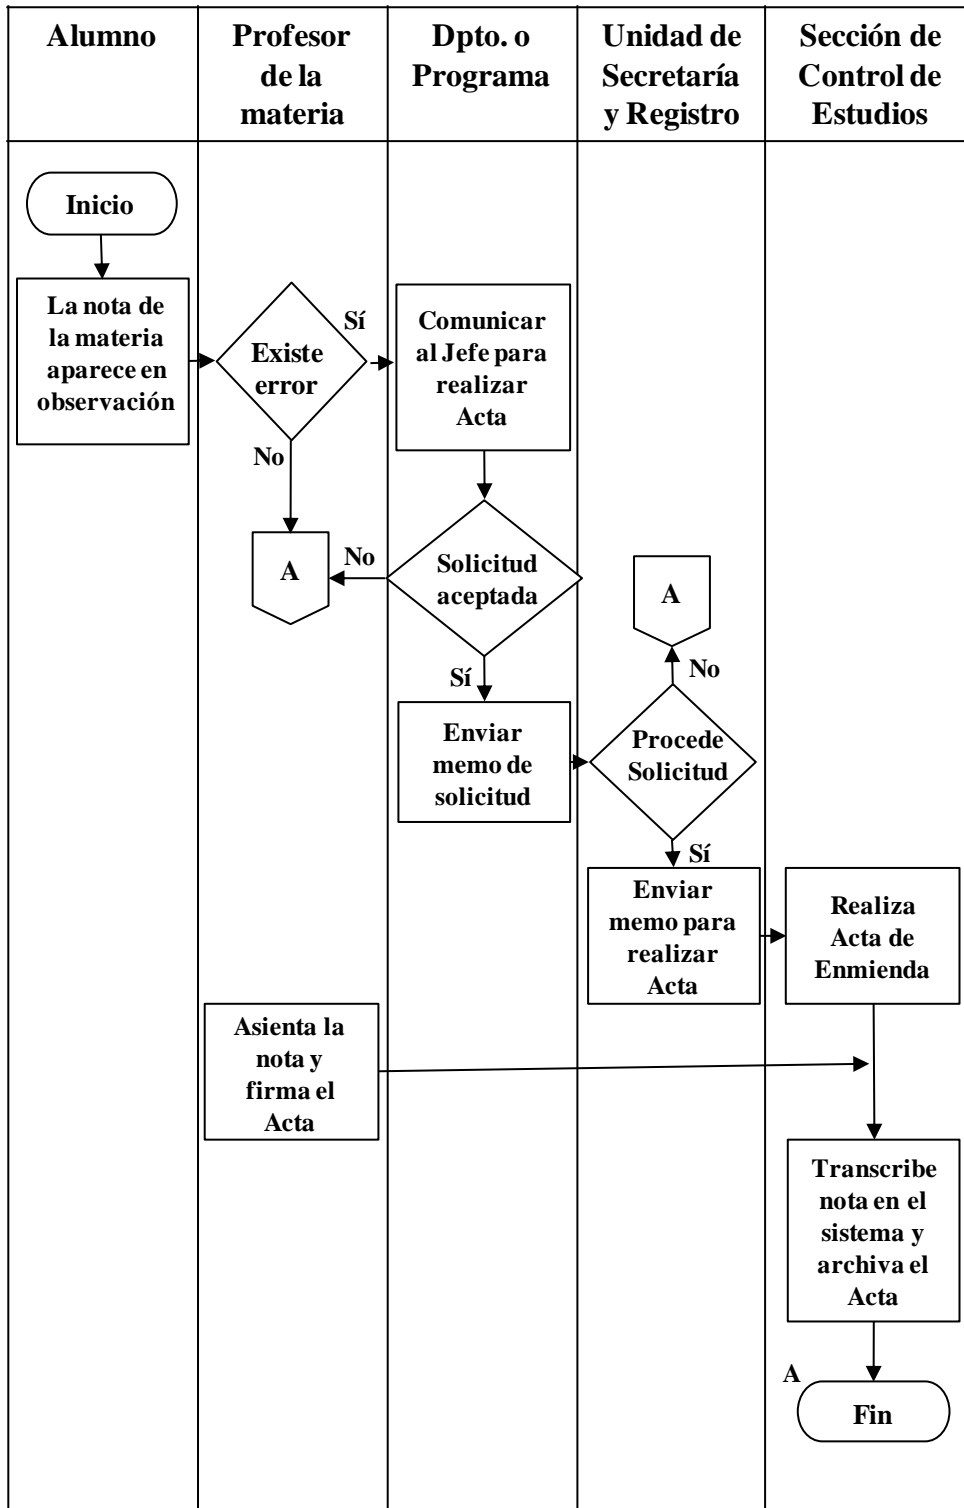 Alumno
Profesor
de la
materia
Dpto. o
Programa
Unidad de
Secretaría
y Registro
Sección de
Control de
Estudios
Inicio
La nota de
la materia
aparece en
observación
Existe
error
Sí
No
Comunicar
al Jefe para
realizar
Acta
A
No
Solicitud
aceptada
Sí
A
No
Enviar
memo de
solicitud
Procede
Solicitud
Sí
Enviar
memo para
realizar
Acta
Realiza
Acta de
Enmienda
Asienta la
nota y
firma el
Acta
Transcribe
nota en el
sistema y
archiva el
Acta
A
Fin